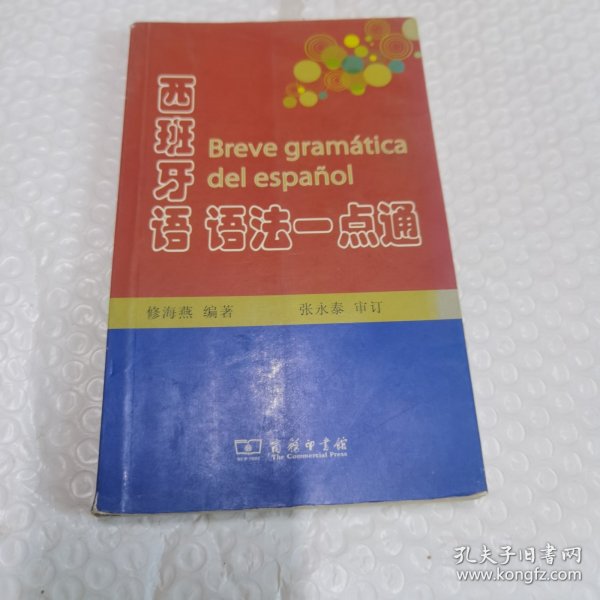 西班牙语
Breve gramática
del español
语法一点通
修海燕 编著 张永泰 审订
商务印书馆
The Commercial Press
孔夫子旧书网
www.kongfz.com